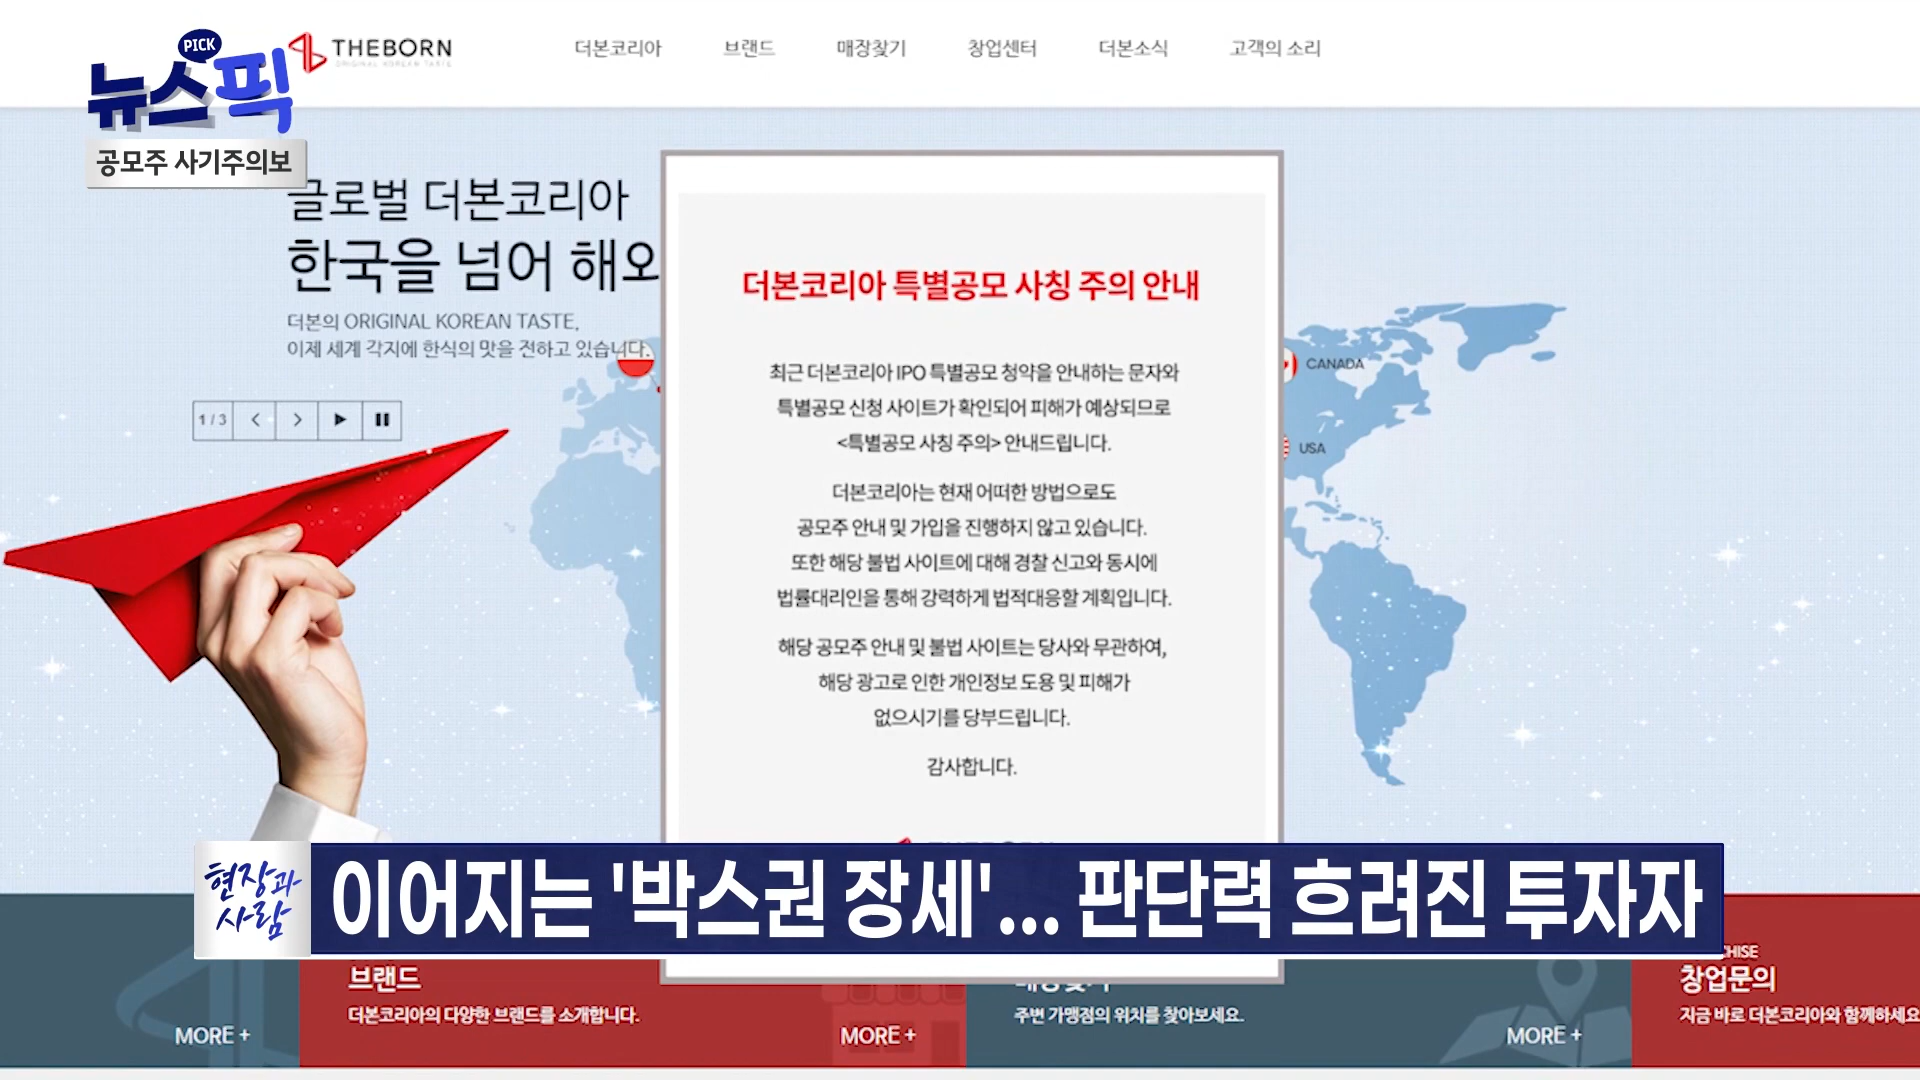 PICK
뉴스픽
공모주 사기주의보
THEBORN
ORIGINAL KOREAN TASTE
더본코리아 브랜드 매장찾기 창업센터 더본소식 고객의 소리
글로벌 더본코리아
한국을 넘어 해오
더본의 ORIGINAL KOREAN TASTE,
이제 세계 각지에 한식의 맛을 전하고 있습니다.
1 / 3
CANADA
USA
더본코리아 특별공모 사칭 주의 안내
최근 더본코리아 IPO 특별공모 청약을 안내하는 문자와
특별공모 신청 사이트가 확인되어 피해가 예상되므로
<특별공모 사칭 주의> 안내드립니다.
더본코리아는 현재 어떠한 방법으로도
공모주 안내 및 가입을 진행하지 않고 있습니다.
또한 해당 불법 사이트에 대해 경찰 신고와 동시에
법률대리인을 통해 강력하게 법적대응할 계획입니다.
해당 공모주 안내 및 불법 사이트는 당사와 무관하여,
해당 광고로 인한 개인정보 도용 및 피해가
없으시기를 당부드립니다.
감사합니다.
현장과
사람
이어지는 '박스권 장세'... 판단력 흐려진 투자자
MORE +
브랜드
더본코리아의 다양한 브랜드를 소개합니다.
MORE +
주변 가맹점의 위치를 찾아보세요.
MORE +
창업문의
지금 바로 더본코리아와 함께하세요